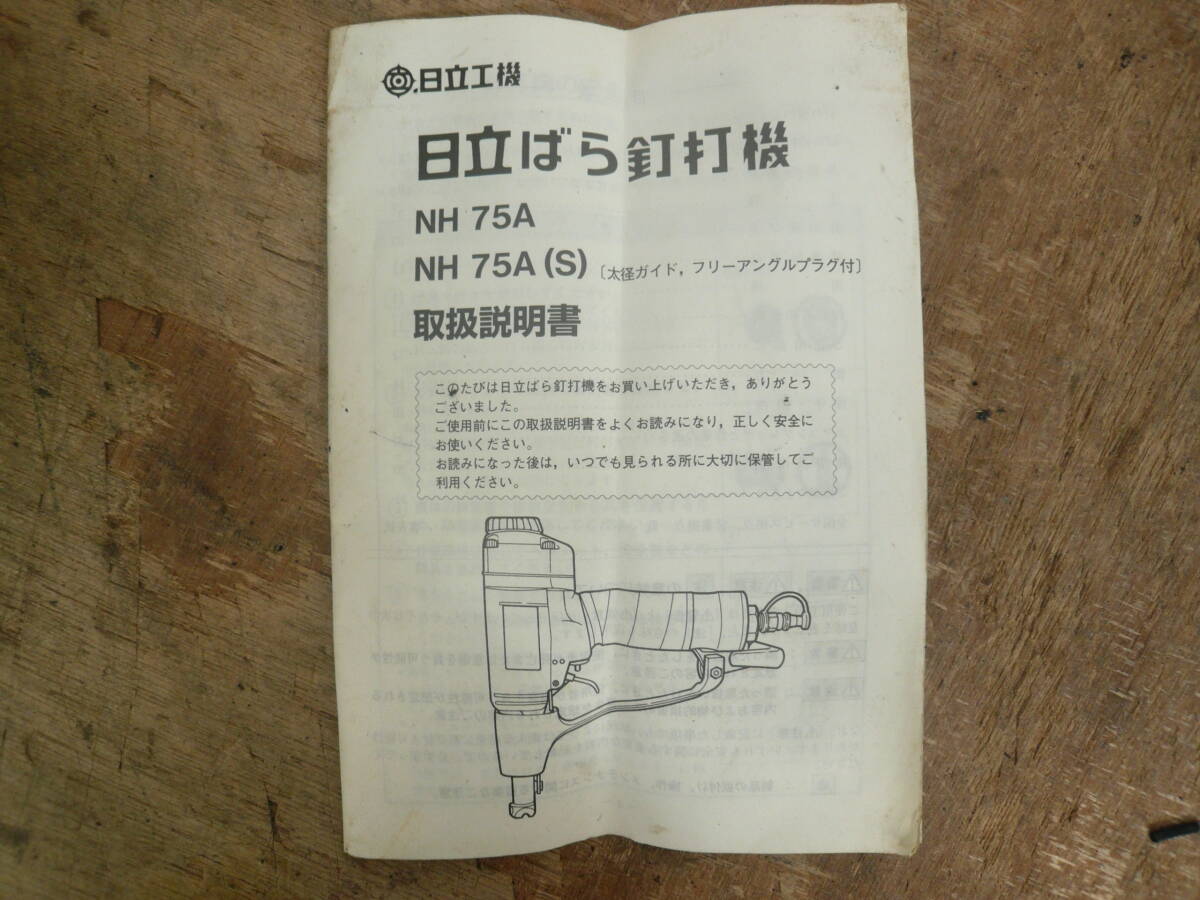 日立工機
日立ばら釘打機
NH 75A
NH 75A(S) 〔太径ガイド，フリーアングルプラグ付〕
取扱説明書
このたびは日立ばら釘打機をお買い上げいただき，ありがとう
ございました。
ご使用前にこの取扱説明書をよくお読みになり，正しく安全に
お使いください。
お読みになった後は，いつでも見られる所に大切に保管してご
利用ください。